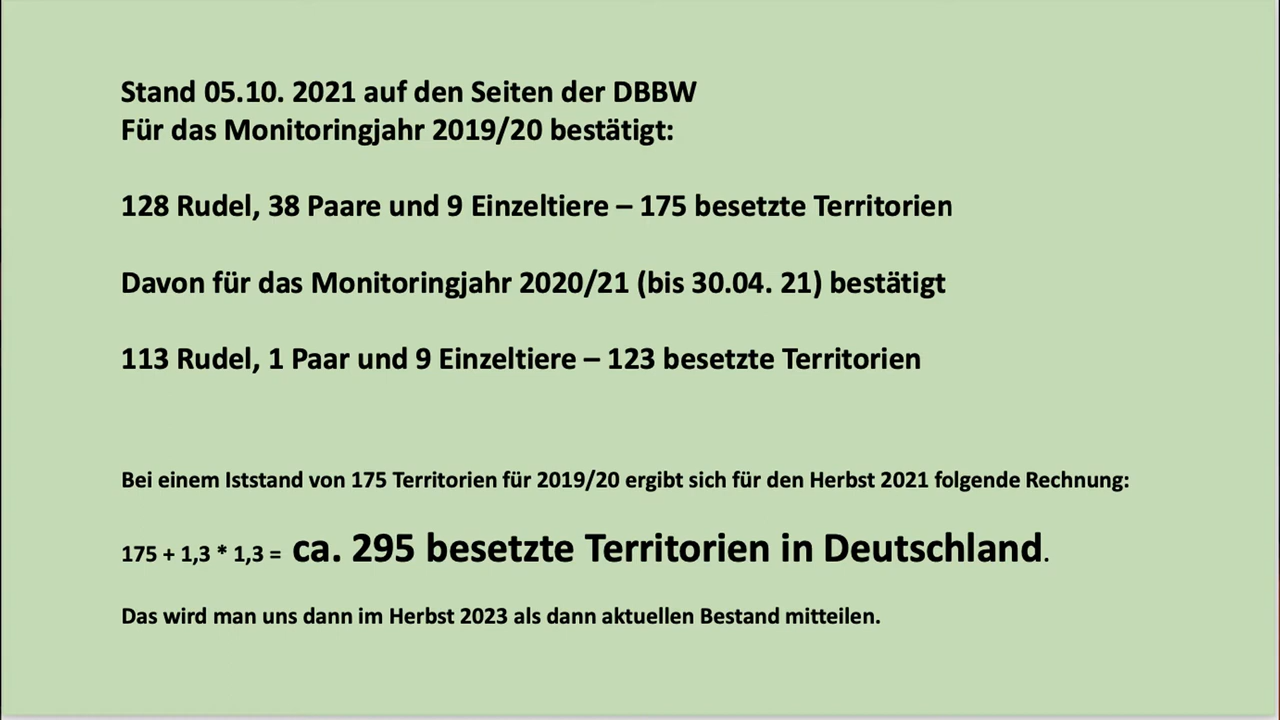 Stand 05.10. 2021 auf den Seiten der DBBW
Für das Monitoringjahr 2019/20 bestätigt:
128 Rudel, 38 Paare und 9 Einzeltiere – 175 besetzte Territorien
Davon für das Monitoringjahr 2020/21 (bis 30.04. 21) bestätigt
113 Rudel, 1 Paar und 9 Einzeltiere – 123 besetzte Territorien
Bei einem Iststand von 175 Territorien für 2019/20 ergibt sich für den Herbst 2021 folgende Rechnung:
175 + 1,3 * 1,3 = ca. 295 besetzte Territorien in Deutschland.
Das wird man uns dann im Herbst 2023 als dann aktuellen Bestand mitteilen.